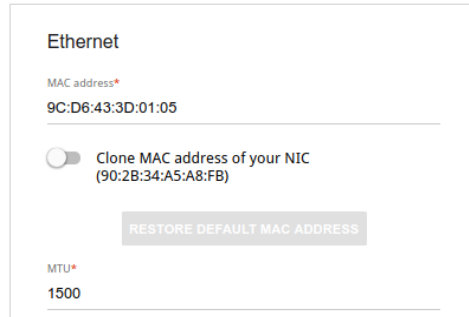 Ethernet
MAC address*
9C:D6:43:3D:01:05
Clone MAC address of your NIC
(90:2B:34:A5:A8:FB)
RESTORE DEFAULT MAC ADDRESS
MTU*
1500